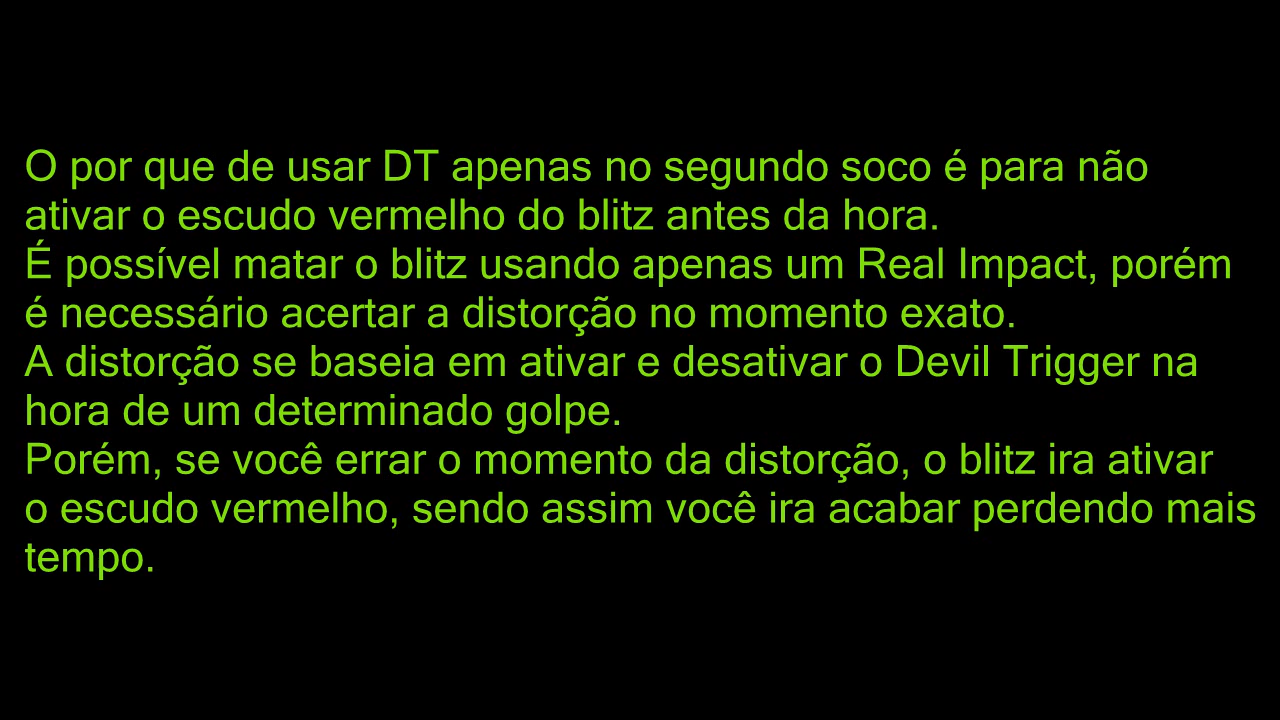 O por que de usar DT apenas no segundo soco é para não
ativar o escudo vermelho do blitz antes da hora.
É possível matar o blitz usando apenas um Real Impact, porém
é necessário acertar a distorção no momento exato.
A distorção se baseia em ativar e desativar o Devil Trigger na
hora de um determinado golpe.
Porém, se você errar o momento da distorção, o blitz ira ativar
o escudo vermelho, sendo assim você ira acabar perdendo mais
tempo.